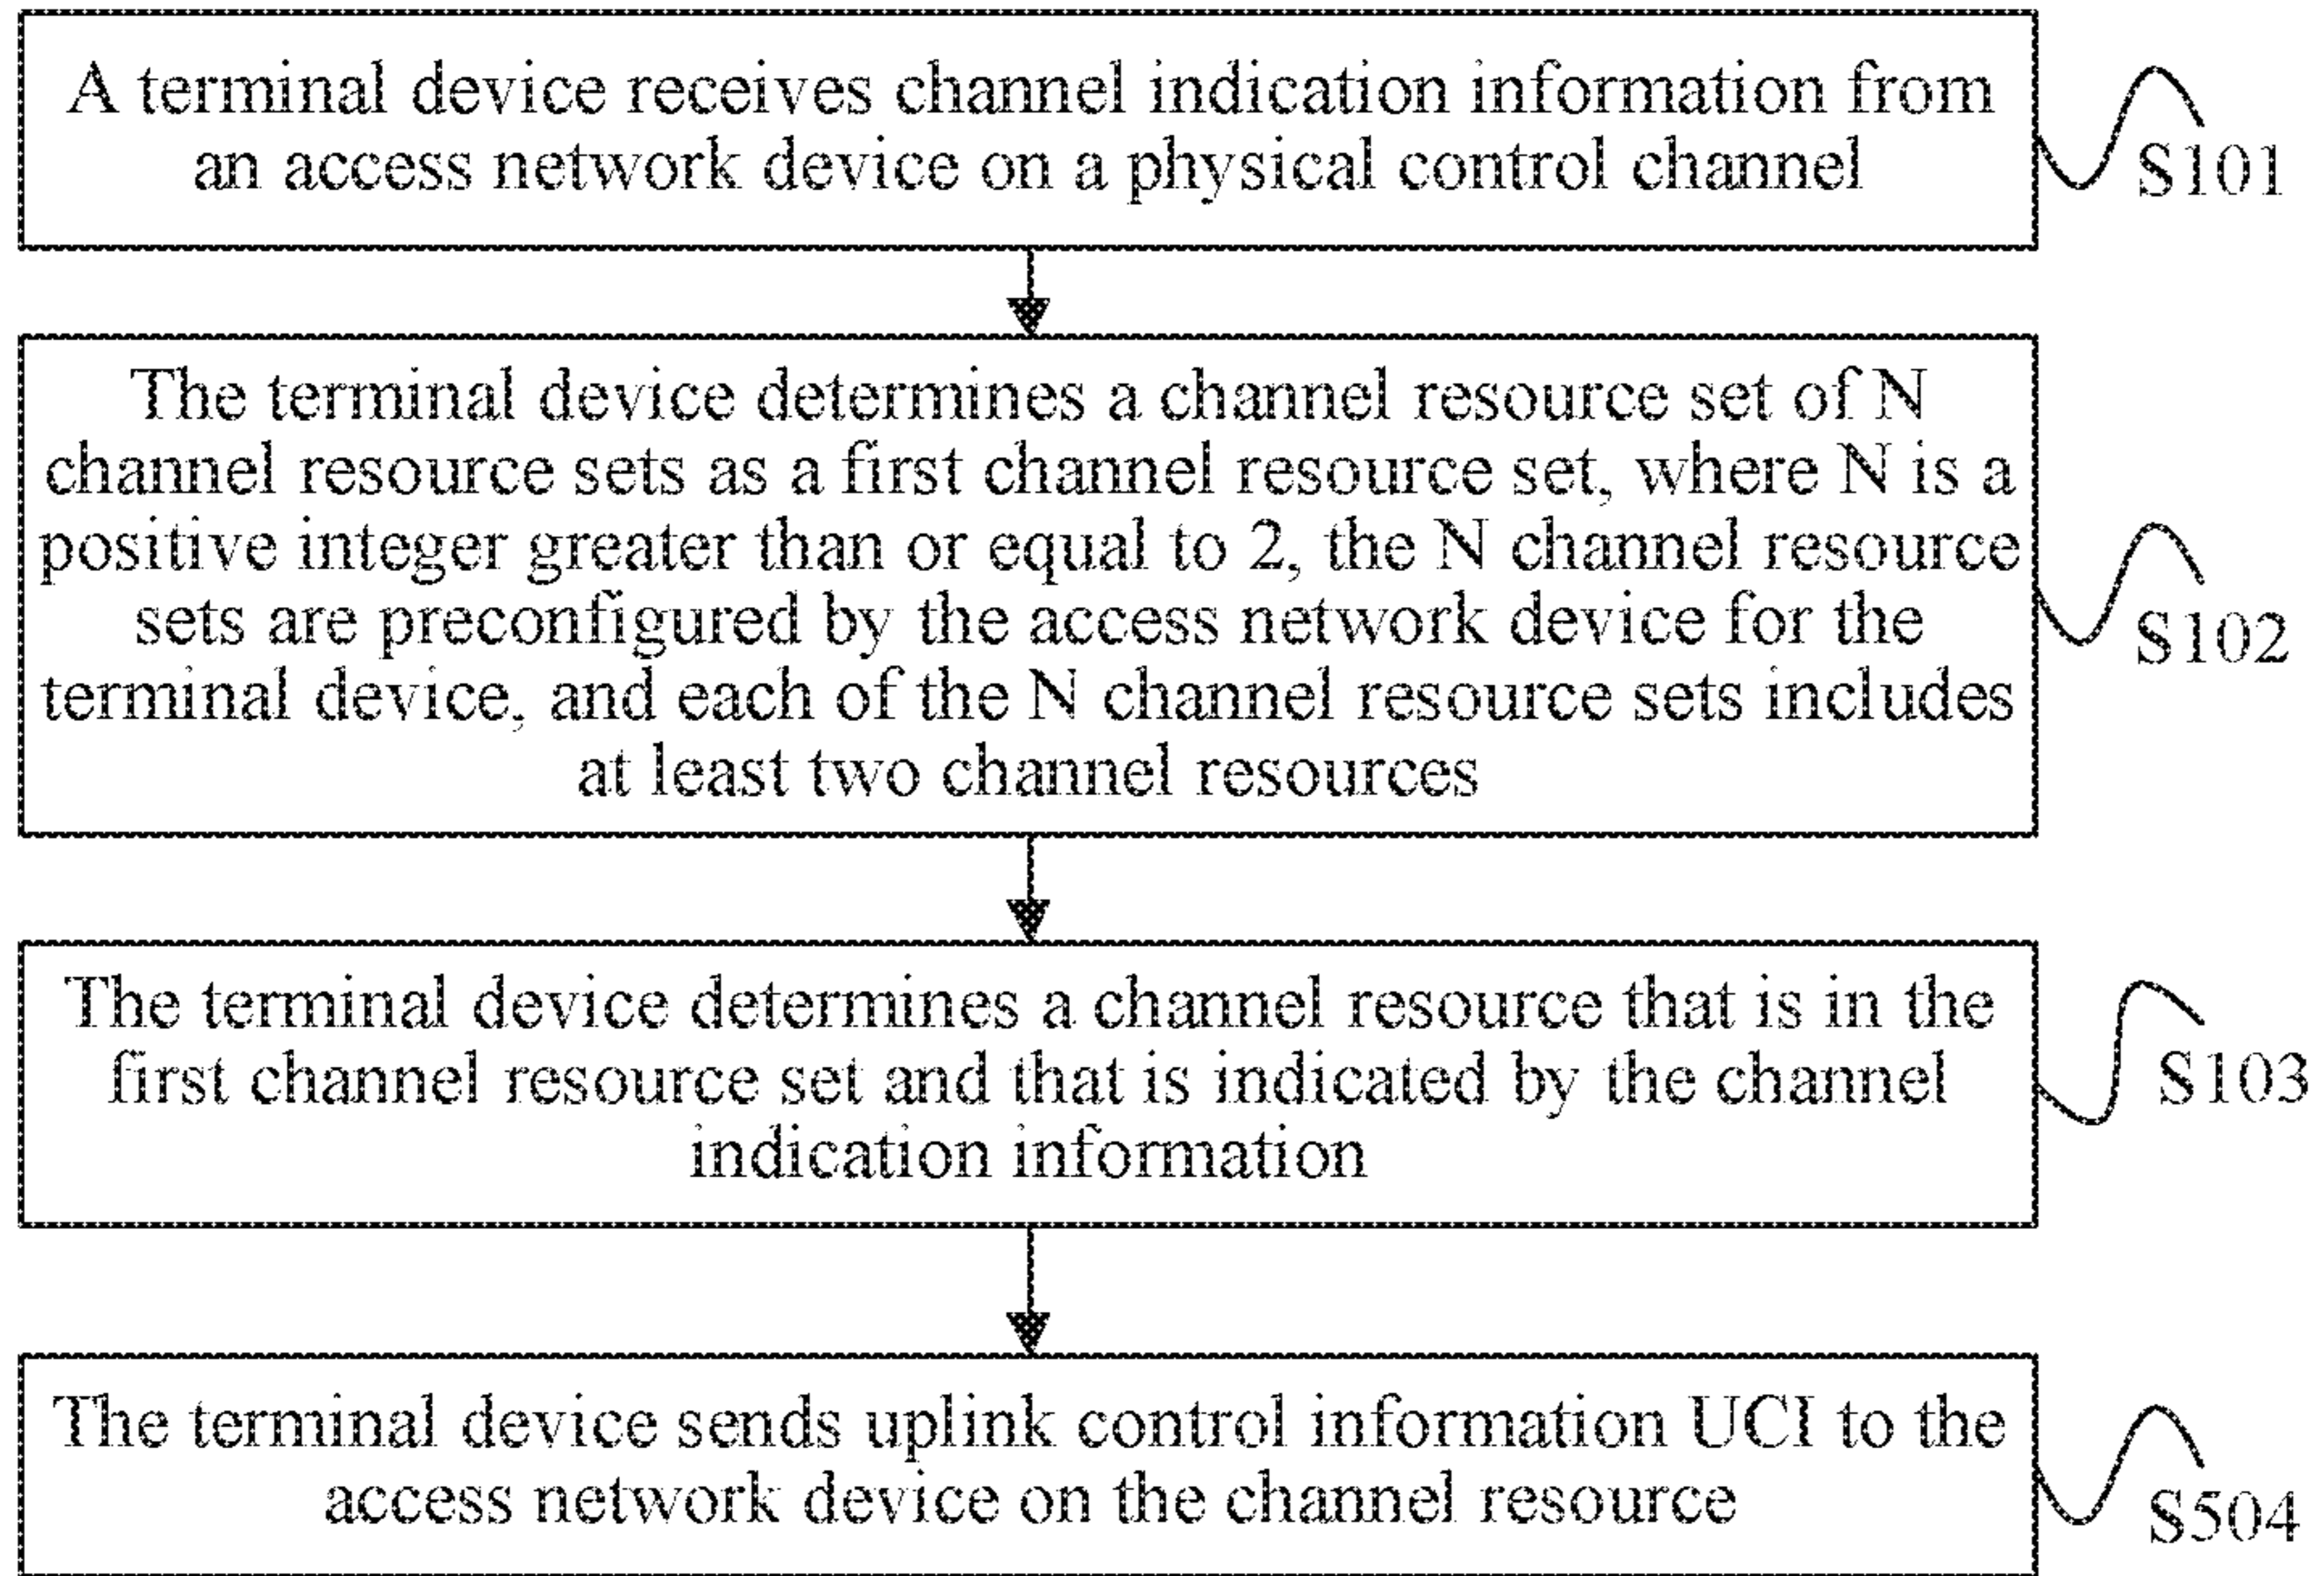 A terminal device receives channel indication information from
an access network device on a physical control channel
S101
The terminal device determines a channel resource set of N
channel resource sets as a first channel resource set, where N is a
positive integer greater than or equal to 2, the N channel resource
sets are preconfigured by the access network device for the
terminal device, and each of the N channel resource sets includes
at least two channel resources
S102
The terminal device determines a channel resource that is in the
first channel resource set and that is indicated by the channel
indication information
S103
The terminal device sends uplink control information UCI to the
access network device on the channel resource
S504